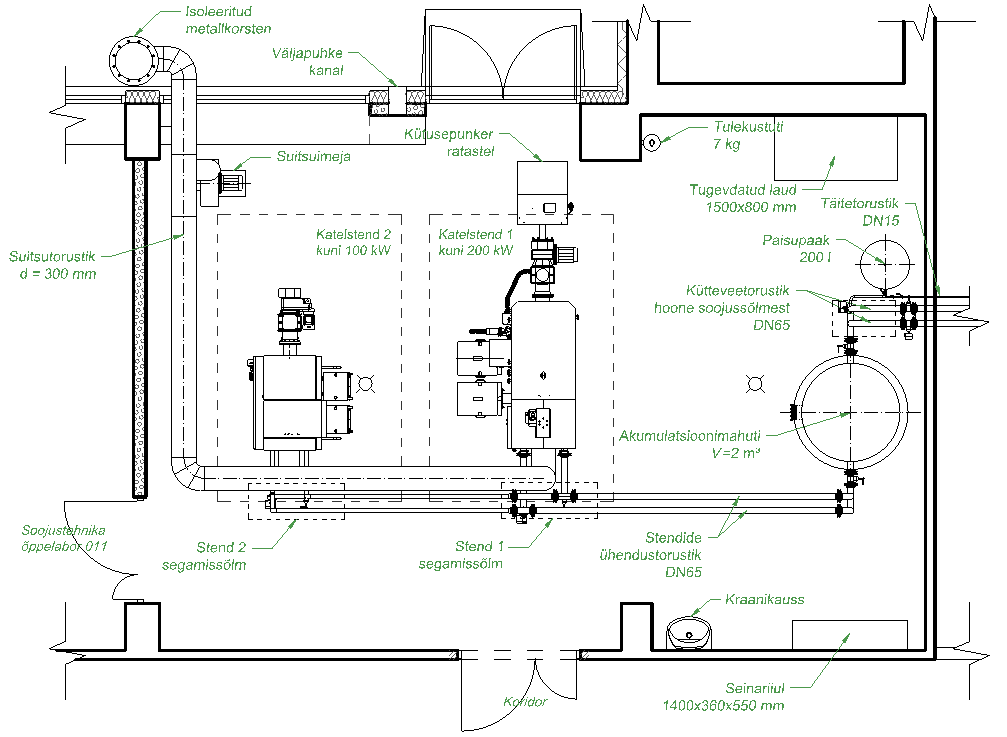 Isoleeritud
metallkorsten
Väljapuhke
kanal
Kütusepunker
ratastel
Tulekustuti
7 kg
Suitsuimeja
Tugevdatud laud
1500x800 mm
Täitetorustik
DN15
Katelstend 2
kuni 100 kW
Katelstend 1
kuni 200 kW
Paisupaak
200 l
Suitsutorustik
d = 300 mm
Kütteveetorustik
hoone soojussõlmest
DN65
Akumulatsioonimahuti
V=2 m³
Soojustehnika
õppelabor 011
Stend 2
segamissõlm
Stend 1
segamissõlm
Stendide
ühendustorustik
DN65
Kraanikauss
Koridor
Seinariiul
1400x360x550 mm